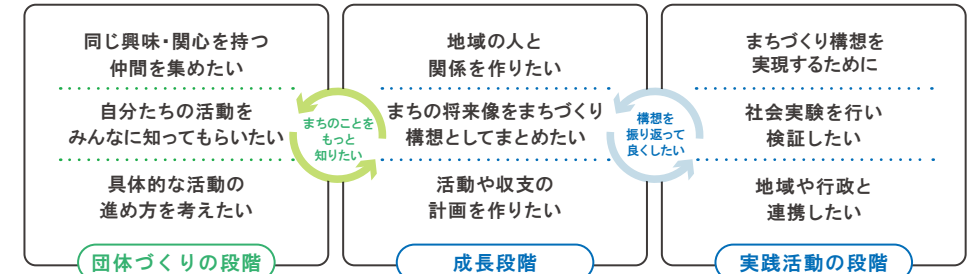 同じ興味・関心を持つ
仲間を集めたい
自分たちの活動を
みんなに知ってもらいたい
具体的な活動の
進め方を考えたい
団体づくりの段階
まちのことを
もっと
知りたい
地域の人と
関係を作りたい
まちの将来像をまちづくり
構想としてまとめたい
活動や収支の
計画を作りたい
成長段階
構想を
振り返って
良くしたい
まちづくり構想を
実現するために
社会実験を行い
検証したい
地域や行政と
連携したい
実践活動の段階